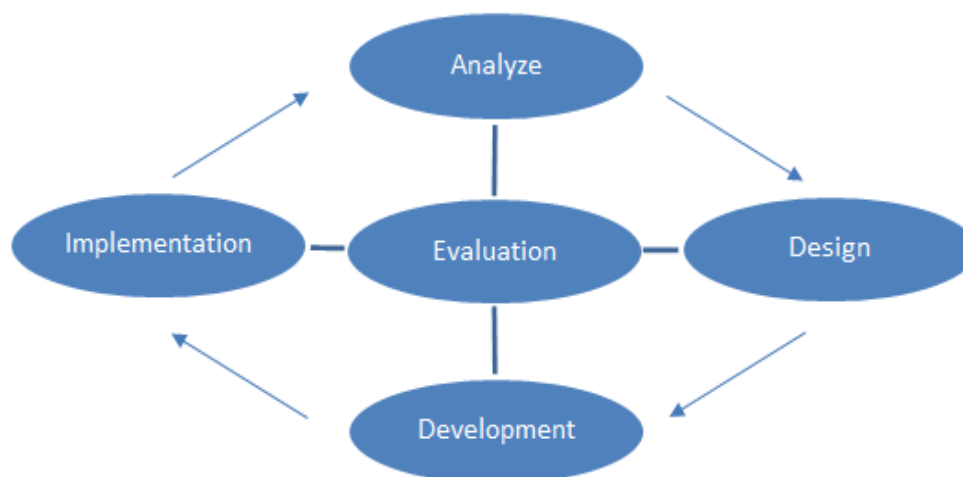 Analyze
Implementation
Evaluation
Design
Development